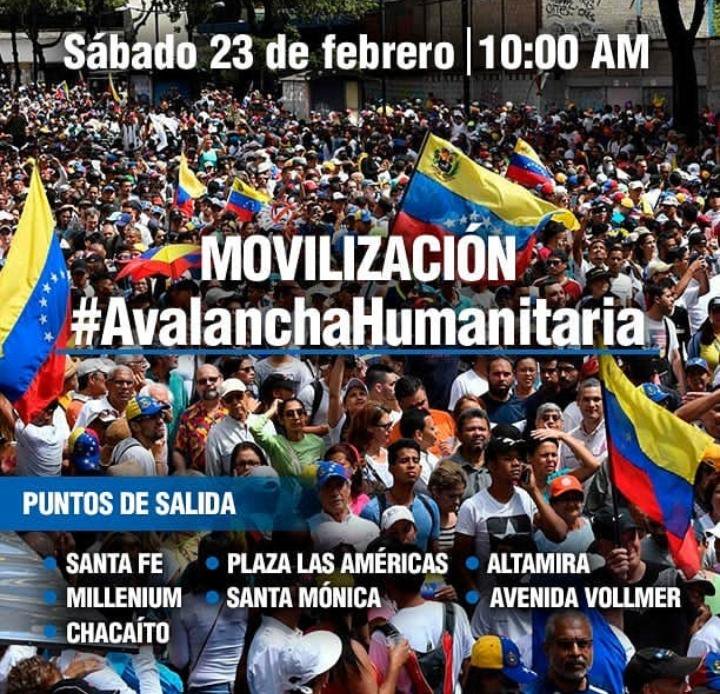 Sábado 23 de febrero | 10:00 AM
MOVILIZACIÓN
#AvalanchaHumanitaria
PUNTOS DE SALIDA
• SANTA FE • PLAZA LAS AMÉRICAS • ALTAMIRA
• MILLENIUM • SANTA MÓNICA • AVENIDA VOLLMER
• CHACAÍTO